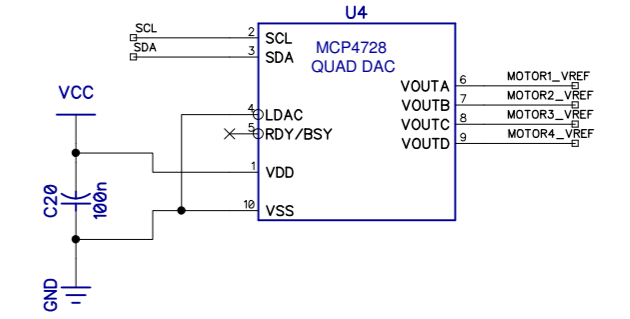 U4
SCL
SDA
2
3
SCL
SDA
MCP4728
QUAD DAC
VCC
VOUTA
VOUTB
VOUTC
VOUTD
6
7
8
9
MOTOR1_VREF
MOTOR2_VREF
MOTOR3_VREF
MOTOR4_VREF
4
LDAC
5
RDY/BSY
1
VDD
C20
100n
10
VSS
GND